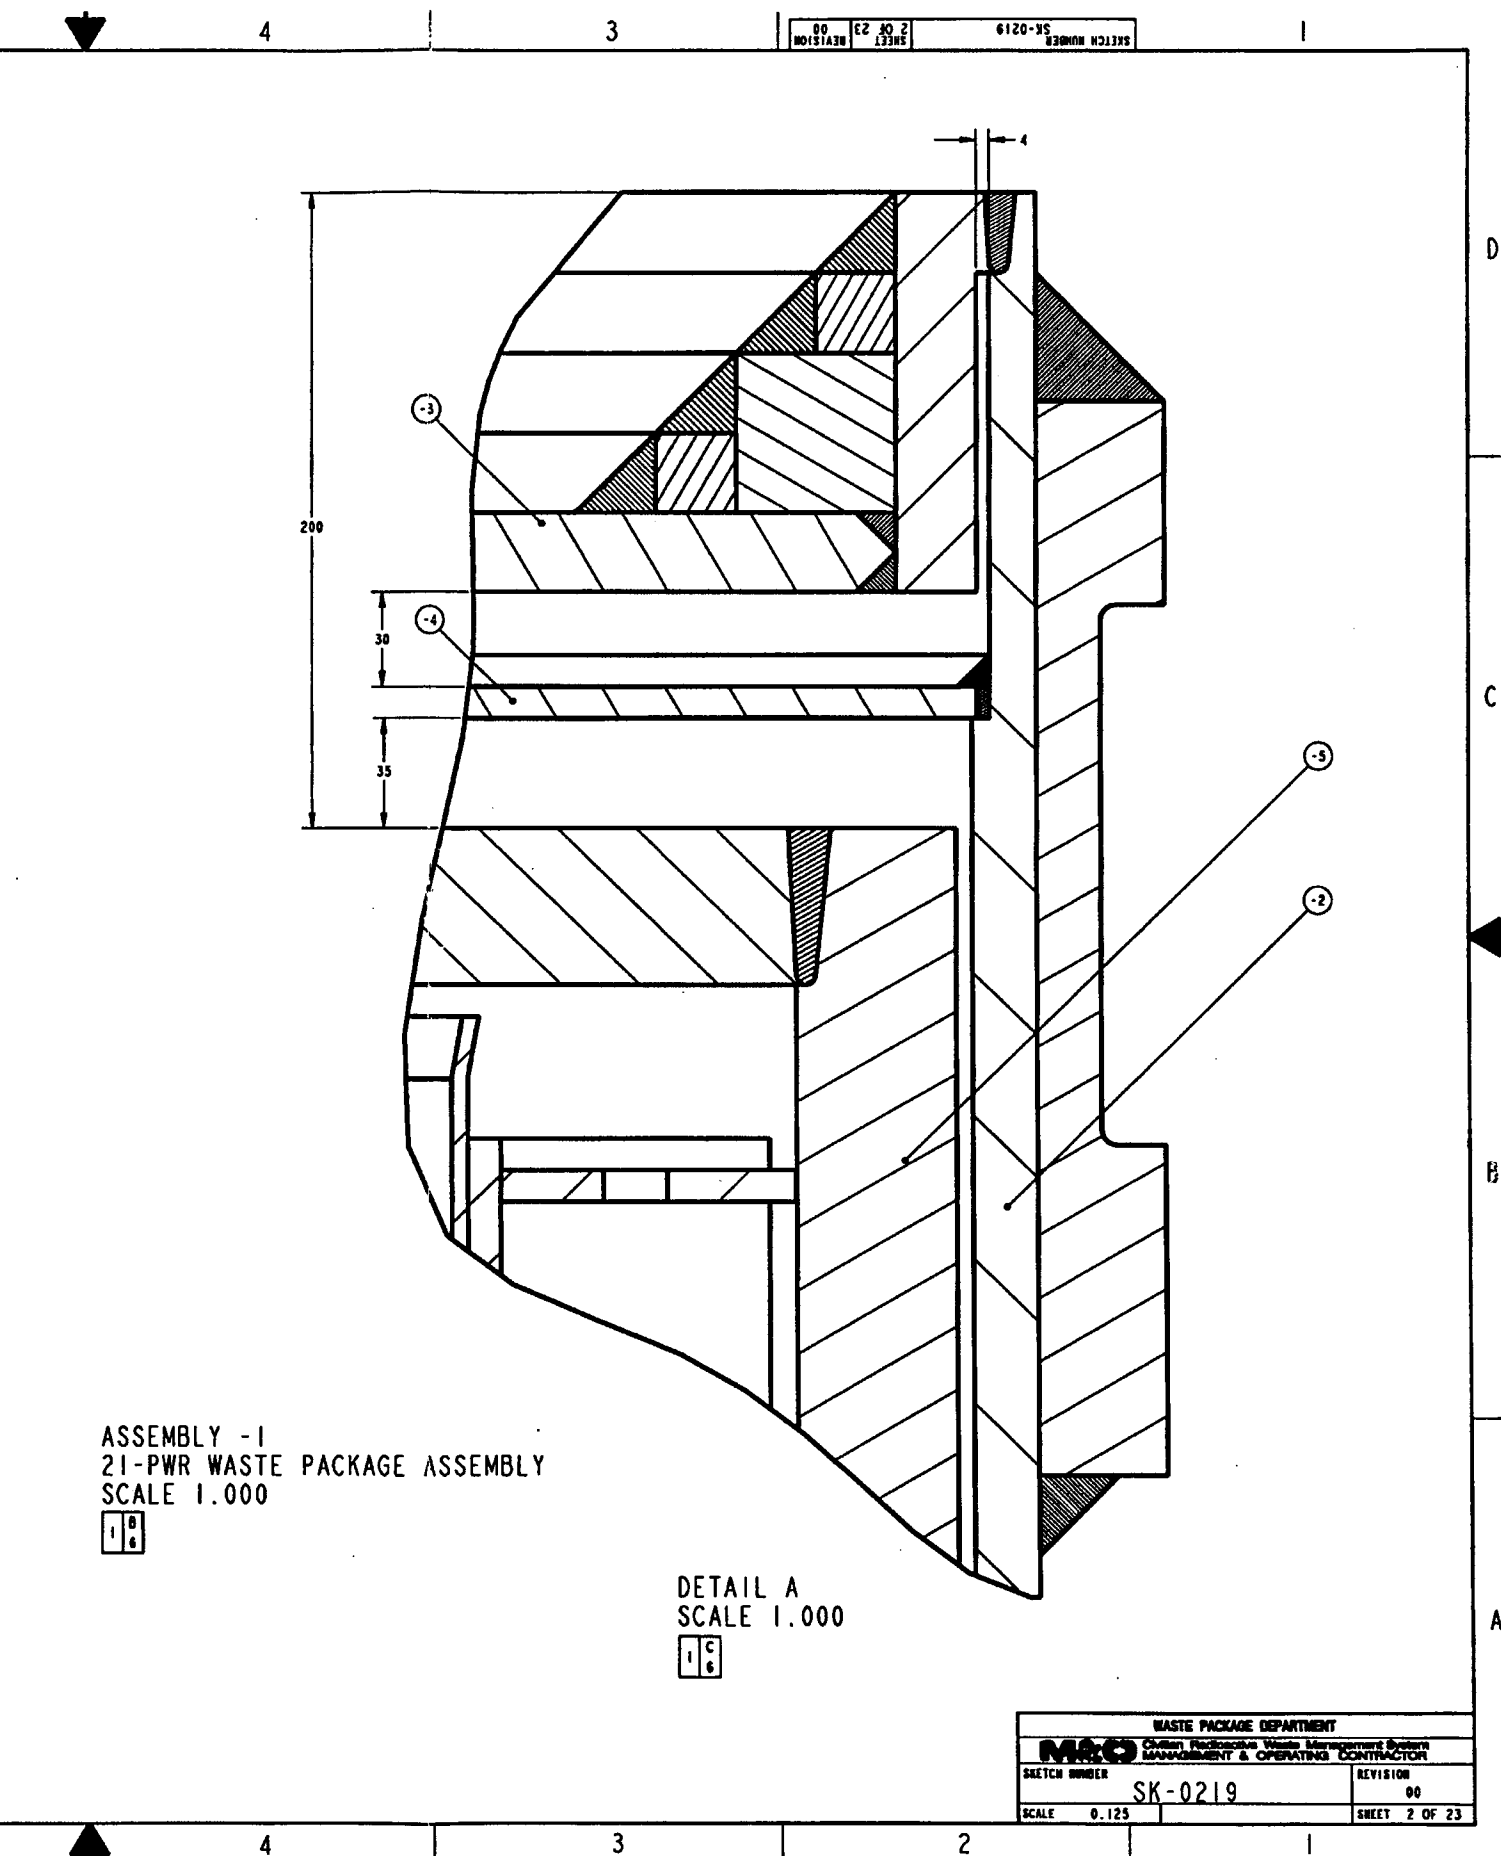 4
3
REVISION
00
SHEET
2 OF 23
SKETCH NUMBER
SK-0219
1
4
D
-3
200
-4
30
C
35
-5
-2
B
ASSEMBLY -1
21-PWR WASTE PACKAGE ASSEMBLY
SCALE 1.000
1 B
6
DETAIL A
SCALE 1.000
1 C
6
A
WASTE PACKAGE DEPARTMENT
M&O Civilian Radioactive Waste Management System
MANAGEMENT & OPERATING CONTRACTOR
SKETCH NUMBER
SK-0219
REVISION
00
SCALE 0.125
SHEET 2 OF 23
4
3
2
1